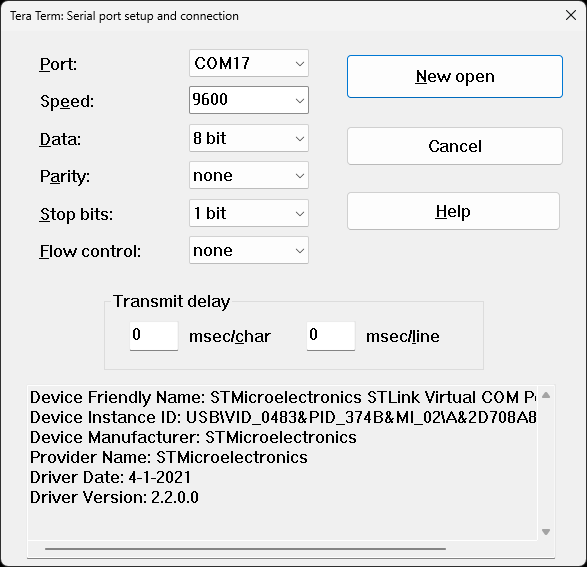 Tera Term: Serial port setup and connection
Port: COM17 New open
Speed: 9600
Data: 8 bit Cancel
Parity: none
Stop bits: 1 bit Help
Flow control: none
Transmit delay
0 msec/char 0 msec/line
Device Friendly Name: STMicroelectronics STLink Virtual COM
Device Instance ID: USB\VID_0483&PID_374B&MI_02\A&2D708A8
Device Manufacturer: STMicroelectronics
Provider Name: STMicroelectronics
Driver Date: 4-1-2021
Driver Version: 2.2.0.0